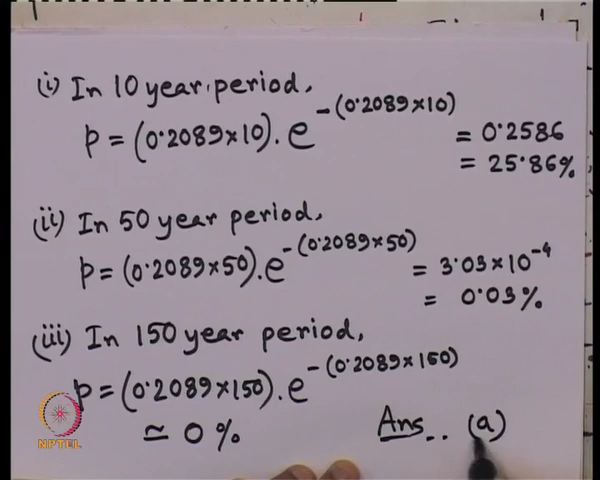 (i) In 10 year period,
p = (0.2089×10). e^-(0.2089×10) = 0.2586
= 25.86%
(ii) In 50 year period,
p = (0.2089×50).e^-(0.2089×50) = 3.03×10^-4
= 0.03%
(iii) In 150 year period,
p = (0.2089×150).e^-(0.2089×150)
≃ 0%
Ans.. (a)
NPTEL